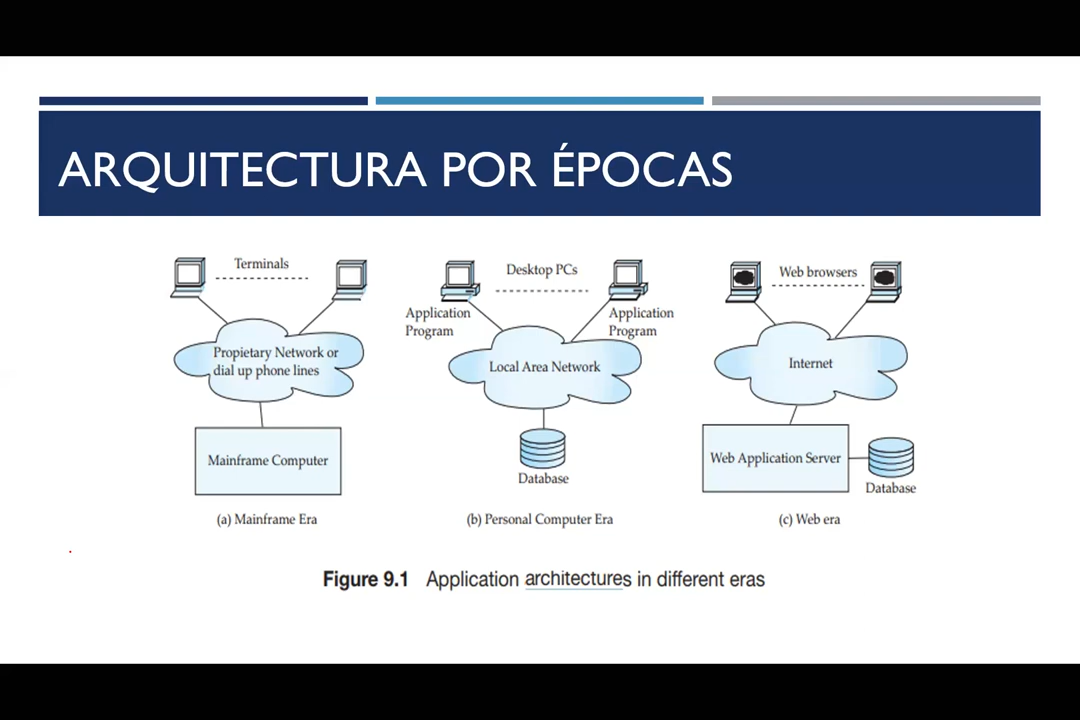 ARQUITECTURA POR ÉPOCAS
Terminals
Propietary Network or
dial up phone lines
Mainframe Computer
(a) Mainframe Era
Desktop PCs
Application
Program
Application
Program
Local Area Network
Database
(b) Personal Computer Era
Web browsers
Internet
Web Application Server
Database
(c) Web era
Figure 9.1 Application architectures in different eras